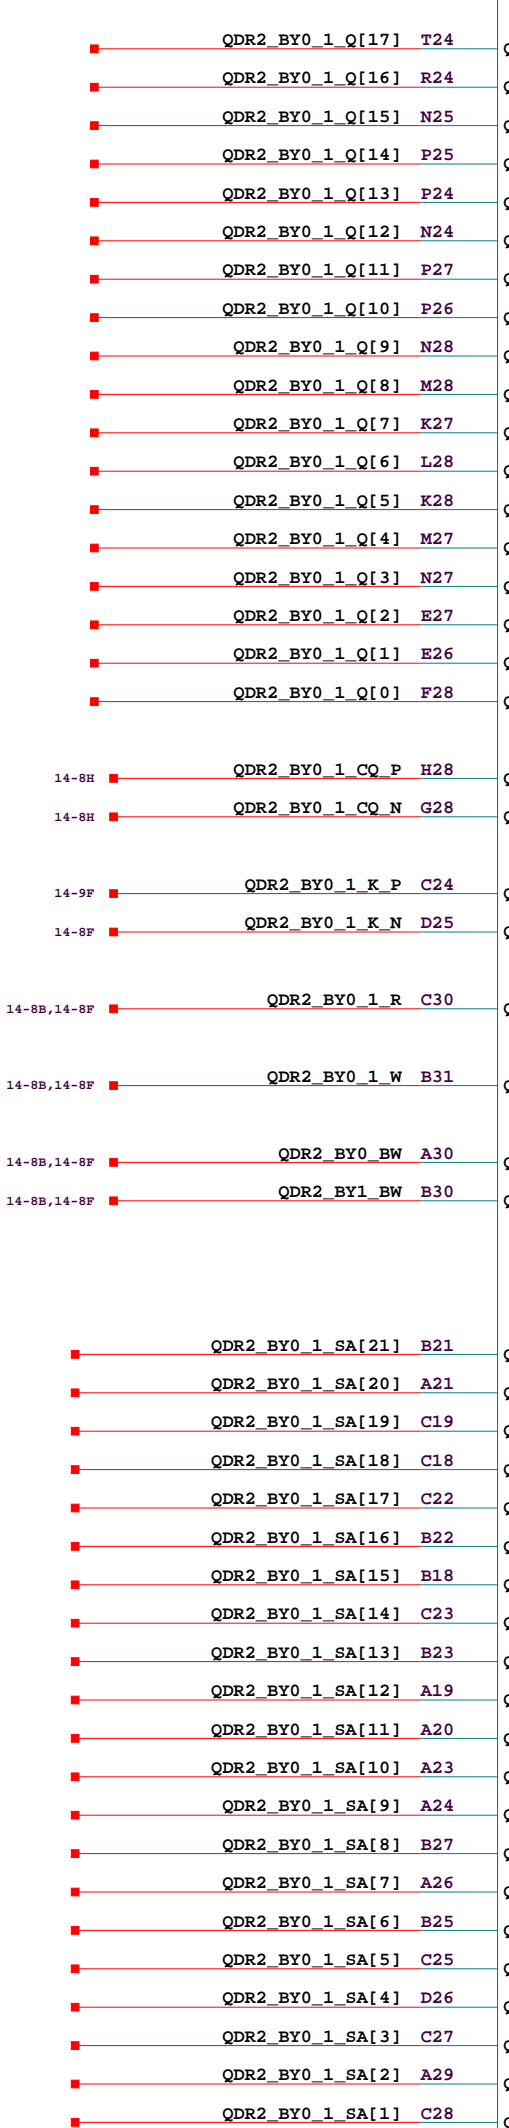 QDR2_BY0_1_Q[17] T24
QDR2_BY0_1_Q[16] R24
QDR2_BY0_1_Q[15] N25
QDR2_BY0_1_Q[14] P25
QDR2_BY0_1_Q[13] P24
QDR2_BY0_1_Q[12] N24
QDR2_BY0_1_Q[11] P27
QDR2_BY0_1_Q[10] P26
QDR2_BY0_1_Q[9] N28
QDR2_BY0_1_Q[8] M28
QDR2_BY0_1_Q[7] K27
QDR2_BY0_1_Q[6] L28
QDR2_BY0_1_Q[5] K28
QDR2_BY0_1_Q[4] M27
QDR2_BY0_1_Q[3] N27
QDR2_BY0_1_Q[2] E27
QDR2_BY0_1_Q[1] E26
QDR2_BY0_1_Q[0] F28
14-8H QDR2_BY0_1_CQ_P H28
14-8H QDR2_BY0_1_CQ_N G28
14-9F QDR2_BY0_1_K_P C24
14-8F QDR2_BY0_1_K_N D25
14-8B,14-8F QDR2_BY0_1_R C30
14-8B,14-8F QDR2_BY0_1_W B31
14-8B,14-8F QDR2_BY0_BW A30
14-8B,14-8F QDR2_BY1_BW B30
QDR2_BY0_1_SA[21] B21
QDR2_BY0_1_SA[20] A21
QDR2_BY0_1_SA[19] C19
QDR2_BY0_1_SA[18] C18
QDR2_BY0_1_SA[17] C22
QDR2_BY0_1_SA[16] B22
QDR2_BY0_1_SA[15] B18
QDR2_BY0_1_SA[14] C23
QDR2_BY0_1_SA[13] B23
QDR2_BY0_1_SA[12] A19
QDR2_BY0_1_SA[11] A20
QDR2_BY0_1_SA[10] A23
QDR2_BY0_1_SA[9] A24
QDR2_BY0_1_SA[8] B27
QDR2_BY0_1_SA[7] A26
QDR2_BY0_1_SA[6] B25
QDR2_BY0_1_SA[5] C25
QDR2_BY0_1_SA[4] D26
QDR2_BY0_1_SA[3] C27
QDR2_BY0_1_SA[2] A29
QDR2_BY0_1_SA[1] C28